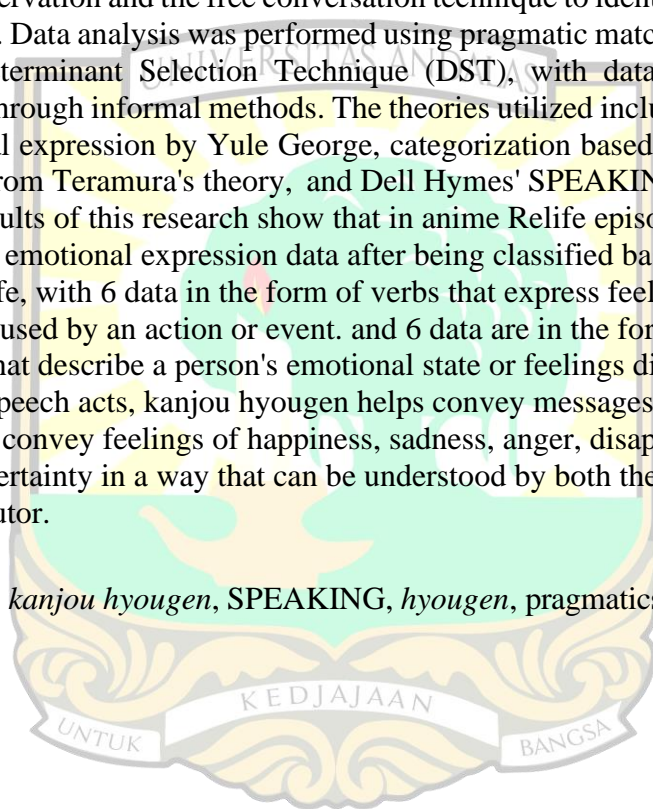 ervation and the free conversation technique to ident
. Data analysis was performed using pragmatic matc
terminant Selection Technique (DST), with data
hrough informal methods. The theories utilized inclu
l expression by Yule George, categorization based
rom Teramura's theory, and Dell Hymes' SPEAKIN
sults of this research show that in anime Relife episo
emotional expression data after being classified ba
fe, with 6 data in the form of verbs that express feel
used by an action or event. and 6 data are in the for
hat describe a person's emotional state or feelings di
peech acts, kanjou hyougen helps convey messages
convey feelings of happiness, sadness, anger, disap
ertainty in a way that can be understood by both the
utor.
kanjou hyougen, SPEAKING, hyougen, pragmatics
UNIVERSITAS ANDALAS
KEDJAJAAN
UNTUK
BANGSA